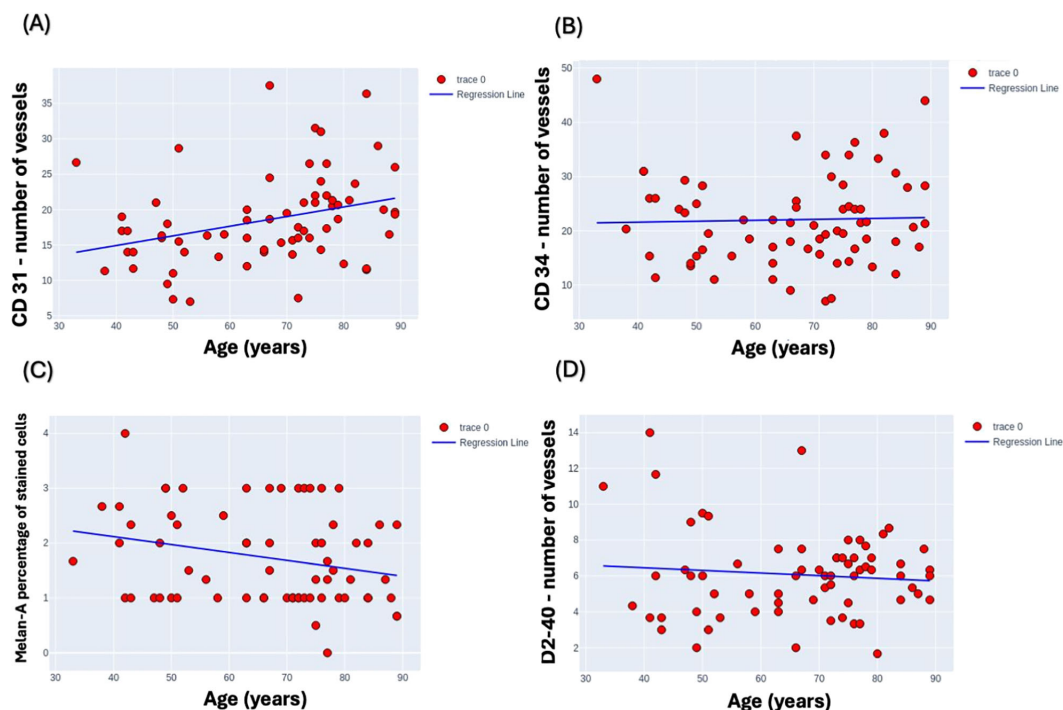 (A)
CD 31 - number of vessels
35
30
25
20
15
10
5
30 40 50 60 70 80 90
Age (years)
trace 0
Regression Line
(B)
CD 34 - number of vessels
50
40
30
20
10
30 40 50 60 70 80 90
Age (years)
trace 0
Regression Line
(C)
Melan-A percentage of stained cells
4
3
2
1
0
30 40 50 60 70 80 90
Age (years)
trace 0
Regression Line
(D)
D2-40 - number of vessels
14
12
10
8
6
4
2
30 40 50 60 70 80 90
Age (years)
trace 0
Regression Line